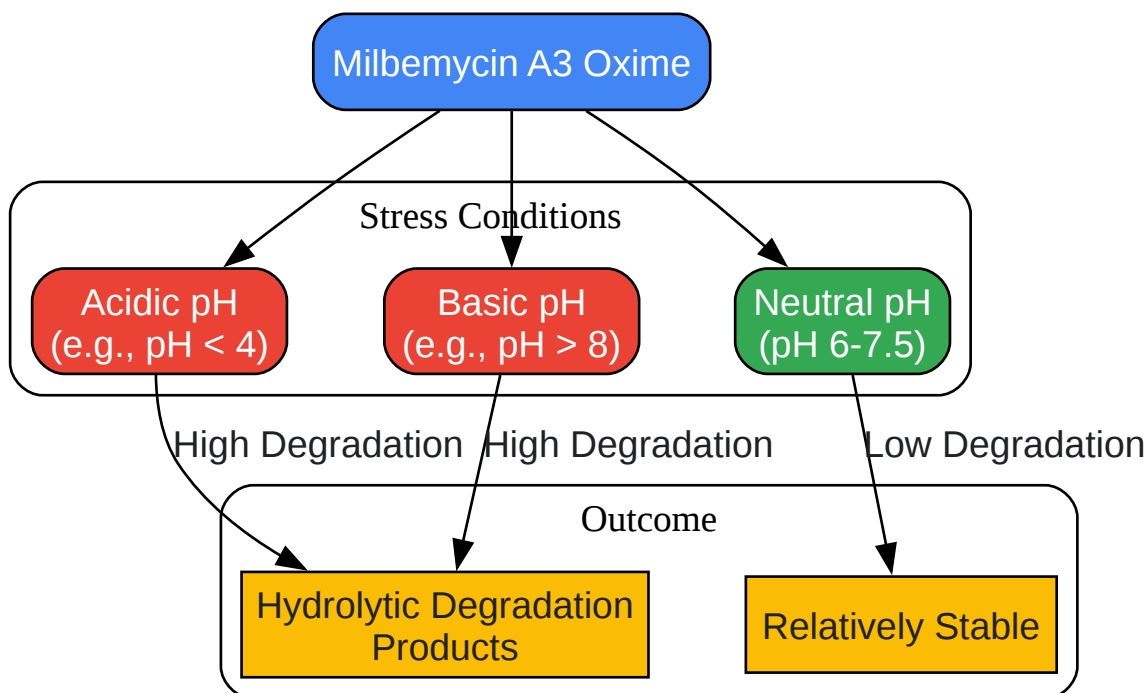 Milbemycin A3 Oxime
Stress Conditions
Acidic pH
(e.g., pH < 4)
Basic pH
(e.g., pH > 8)
Neutral pH
(pH 6-7.5)
High Degradation
High Degradation
Low Degradation
Outcome
Hydrolytic Degradation
Products
Relatively Stable